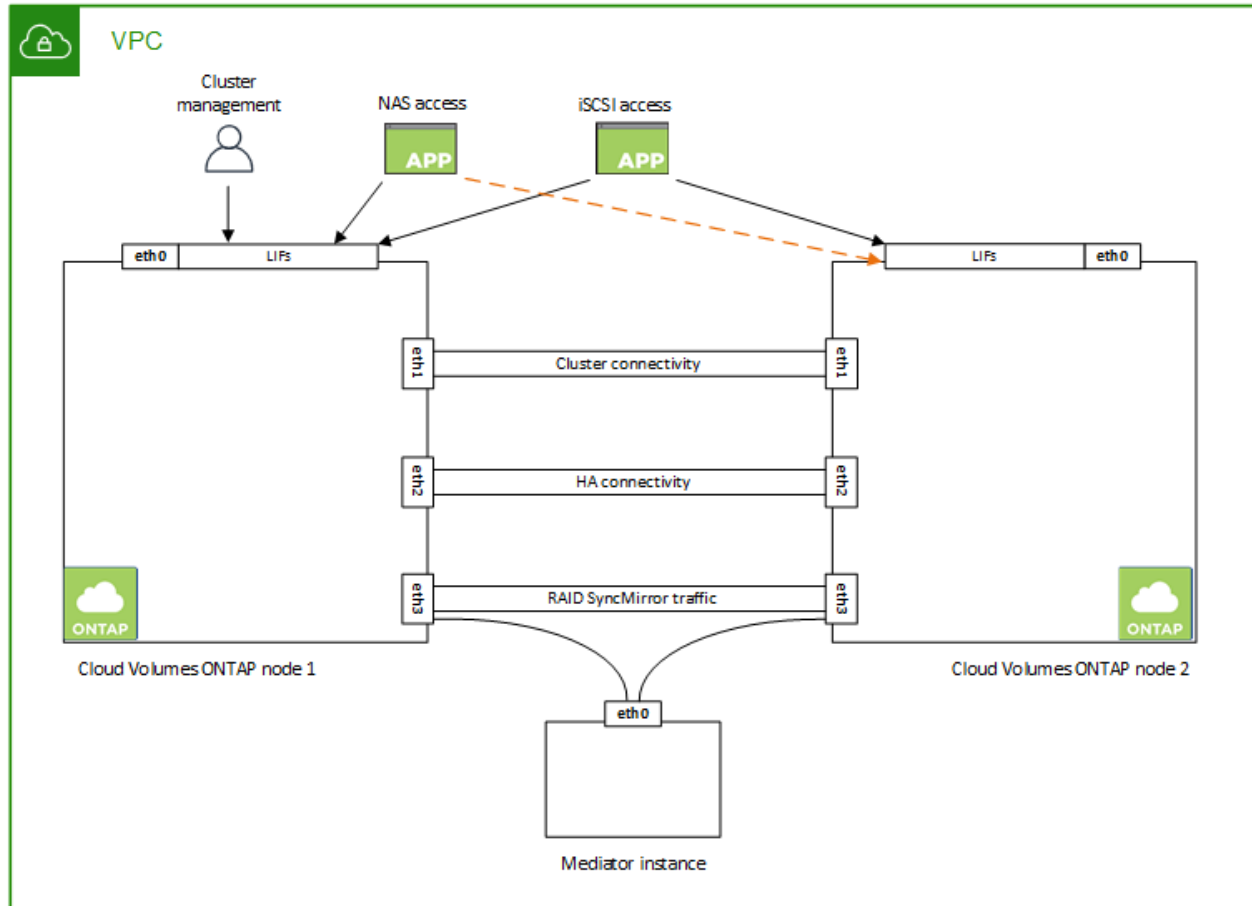 VPC
Cluster
management
NAS access
iSCSI access
APP
APP
eth0
LIFs
LIFs
eth0
eth1
Cluster connectivity
eth1
eth2
HA connectivity
eth2
eth3
RAID SyncMirror traffic
eth3
ONTAP
ONTAP
Cloud Volumes ONTAP node 1
Cloud Volumes ONTAP node 2
eth0
Mediator instance